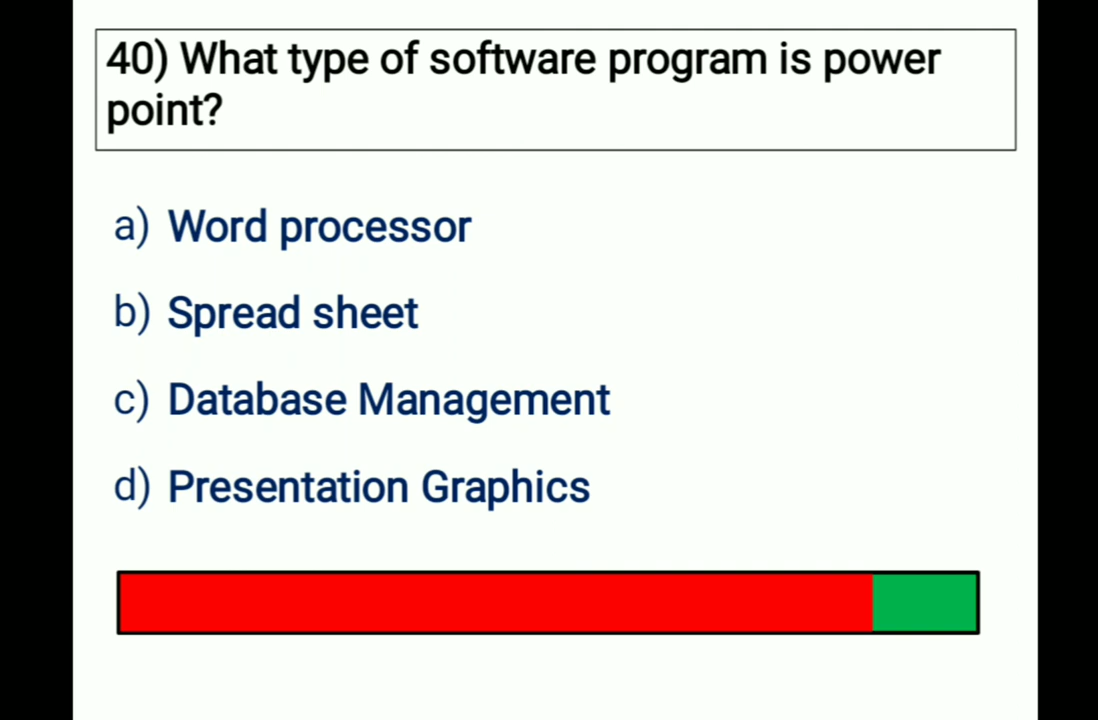 40) What type of software program is power
point?
a) Word processor
b) Spread sheet
c) Database Management
d) Presentation Graphics